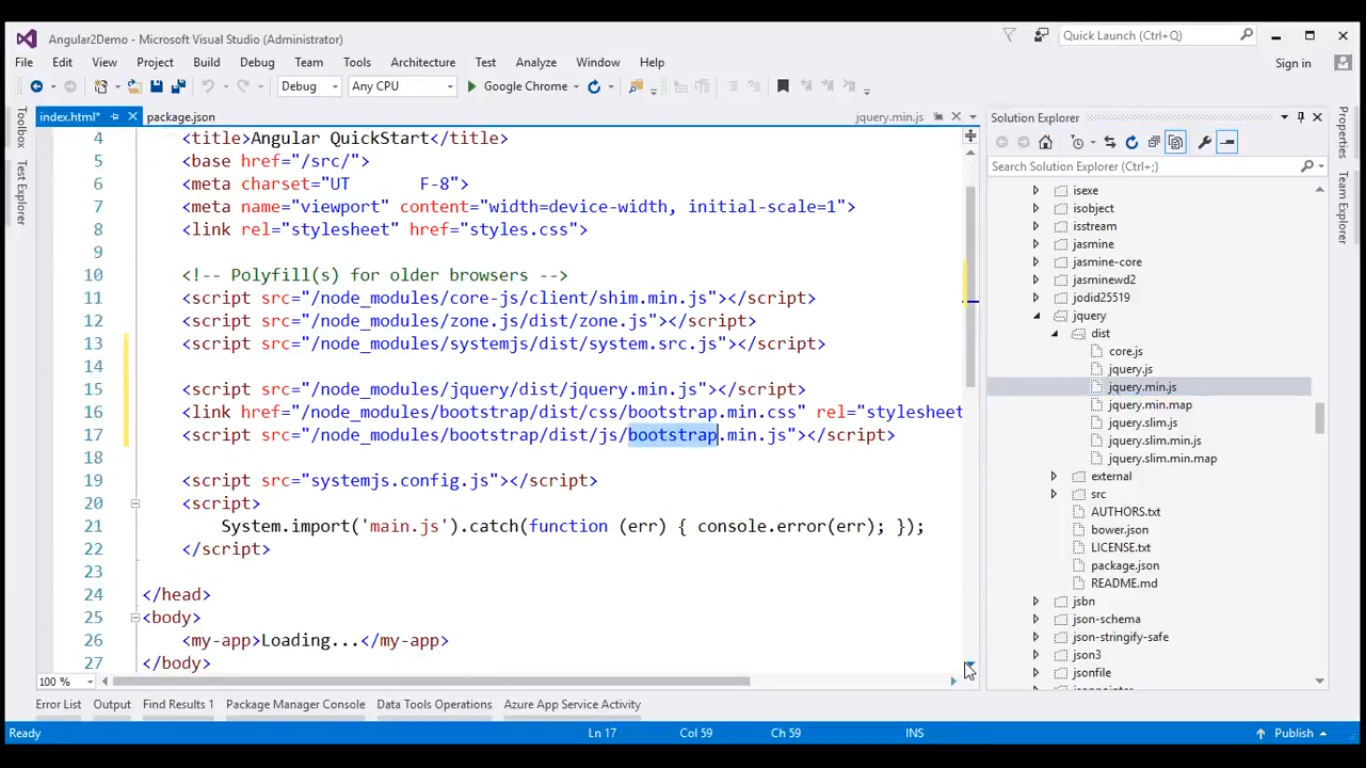 Angular2Demo - Microsoft Visual Studio (Administrator)
Quick Launch (Ctrl+Q)
File Edit View Project Build Debug Team Tools Architecture Test Analyze Window Help
Sign in
Debug Any CPU Google Chrome
Toolbox
Test Explorer
index.html* package.json jquery.min.js
4 <title>Angular QuickStart</title>
5 <base href="/src/">
6 <meta charset="UT F-8">
7 <meta name="viewport" content="width=device-width, initial-scale=1">
8 <link rel="stylesheet" href="styles.css">
9
10 <!-- Polyfill(s) for older browsers -->
11 <script src="/node_modules/core-js/client/shim.min.js"></script>
12 <script src="/node_modules/zone.js/dist/zone.js"></script>
13 <script src="/node_modules/systemjs/dist/system.src.js"></script>
14
15 <script src="/node_modules/jquery/dist/jquery.min.js"></script>
16 <link href="/node_modules/bootstrap/dist/css/bootstrap.min.css" rel="stylesheet
17 <script src="/node_modules/bootstrap/dist/js/bootstrap.min.js"></script>
18
19 <script src="systemjs.config.js"></script>
20 <script>
21 System.import('main.js').catch(function (err) { console.error(err); });
22 </script>
23
24 </head>
25 <body>
26 <my-app>Loading...</my-app>
27 </body>
100 %
Solution Explorer
Search Solution Explorer (Ctrl+;)
isexe
isobject
isstream
jasmine
jasmine-core
jasminewd2
jodid25519
jquery
dist
core.js
jquery.js
jquery.min.js
jquery.min.map
jquery.slim.js
jquery.slim.min.js
jquery.slim.min.map
external
src
AUTHORS.txt
bower.json
LICENSE.txt
package.json
README.md
jsbn
json-schema
json-stringify-safe
json3
jsonfile
Properties
Team Explorer
Error List Output Find Results 1 Package Manager Console Data Tools Operations Azure App Service Activity
Ready Ln 17 Col 59 Ch 59 INS Publish